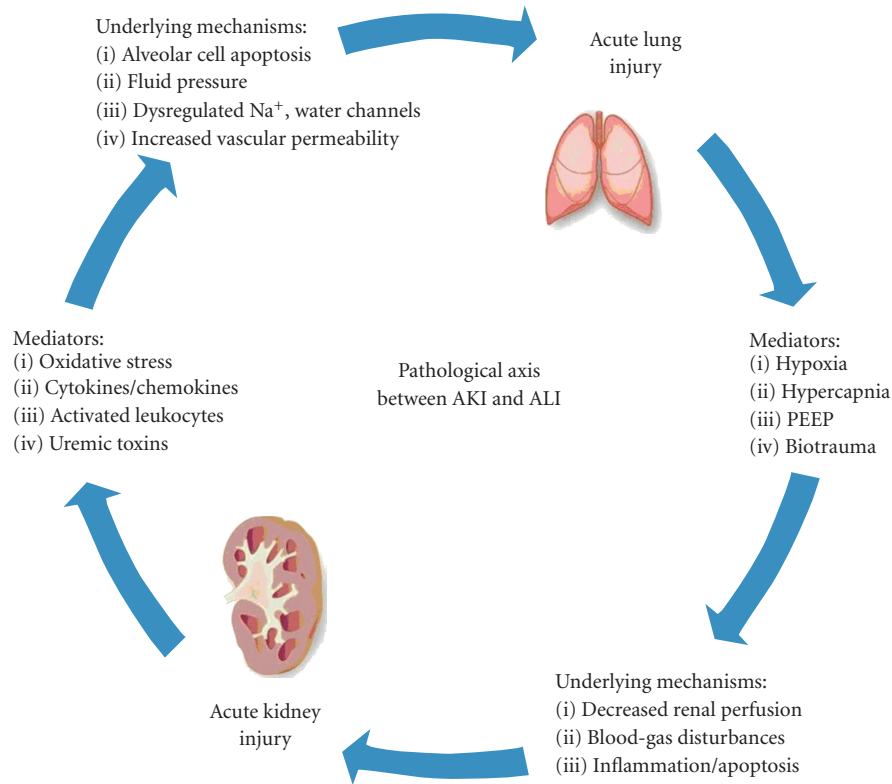 Underlying mechanisms:
(i) Alveolar cell apoptosis
(ii) Fluid pressure
(iii) Dysregulated Na⁺, water channels
(iv) Increased vascular permeability
Acute lung
injury
Mediators:
(i) Hypoxia
(ii) Hypercapnia
(iii) PEEP
(iv) Biotrauma
Underlying mechanisms:
(i) Decreased renal perfusion
(ii) Blood-gas disturbances
(iii) Inflammation/apoptosis
Acute kidney
injury
Mediators:
(i) Oxidative stress
(ii) Cytokines/chemokines
(iii) Activated leukocytes
(iv) Uremic toxins
Pathological axis
between AKI and ALI